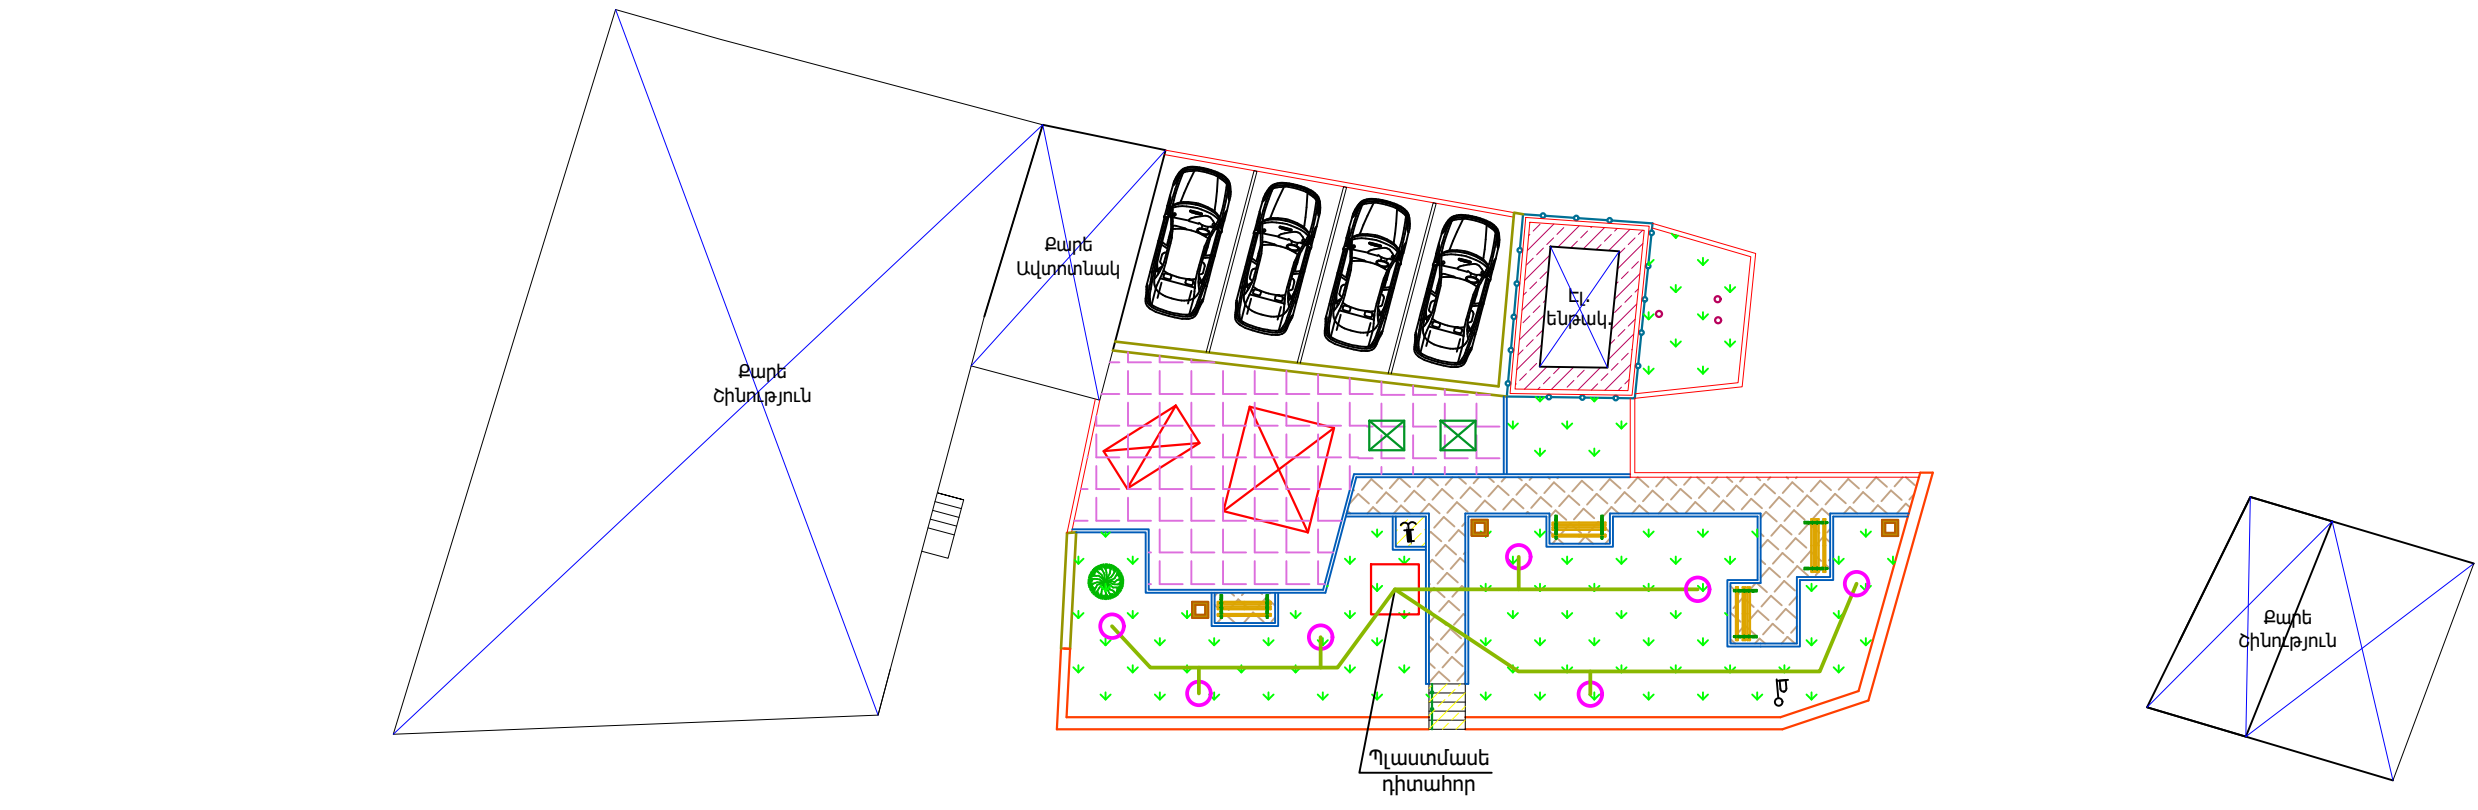 Քարե
Ավտոտնակ
Էլ.
ենթակ.
Քարե
Շինություն
Քարե
Շինություն
Պլաստմասե
դիտահոր